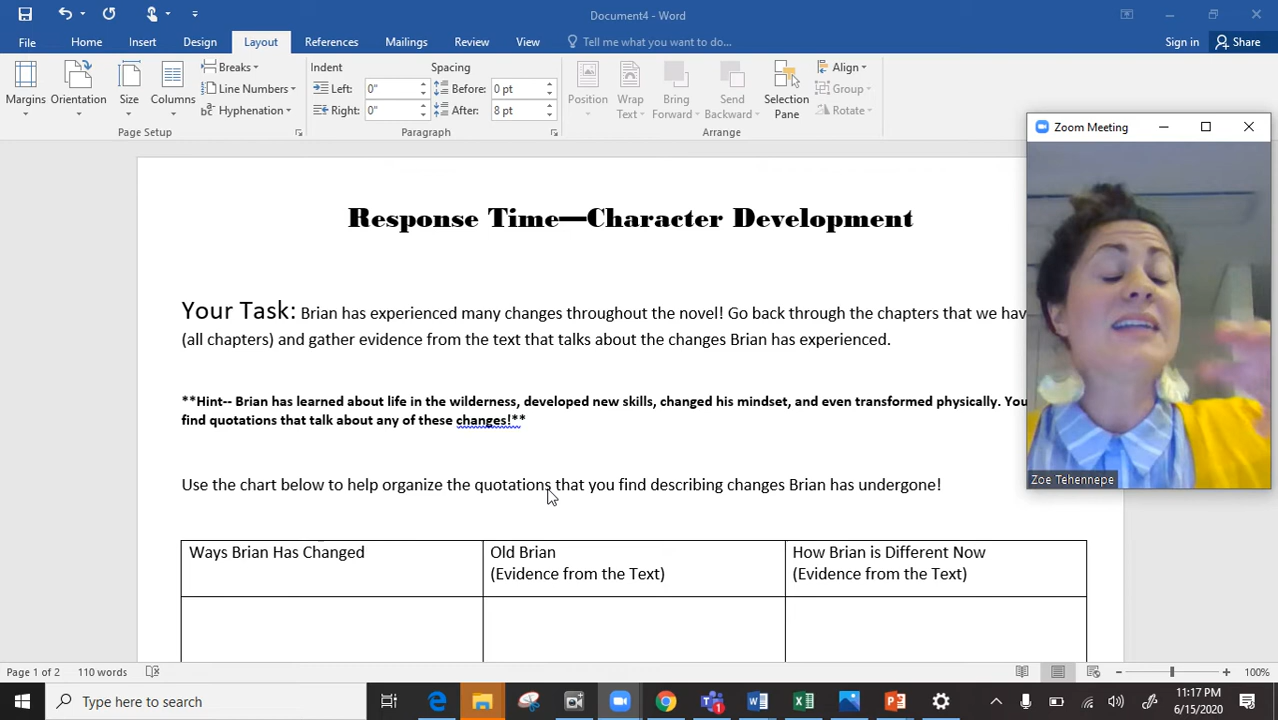 Document4 - Word
File
Home
Insert
Design
Layout
References
Mailings
Review
View
Tell me what you want to do...
Sign in
Share
Margins
Orientation
Size
Columns
Breaks
Line Numbers
Hyphenation
Page Setup
Indent
Left: 0"
Right: 0"
Spacing
Before: 0 pt
After: 8 pt
Paragraph
Position
Wrap
Text
Bring
Forward
Send
Backward
Selection
Pane
Align
Group
Rotate
Arrange
Zoom Meeting
Zoe Tehennepe
Response Time—Character Development
Your Task: Brian has experienced many changes throughout the novel! Go back through the chapters that we hav
(all chapters) and gather evidence from the text that talks about the changes Brian has experienced.
**Hint-- Brian has learned about life in the wilderness, developed new skills, changed his mindset, and even transformed physically. You
find quotations that talk about any of these changes!**
Use the chart below to help organize the quotations that you find describing changes Brian has undergone!
Ways Brian Has Changed
Old Brian
(Evidence from the Text)
How Brian is Different Now
(Evidence from the Text)
Page 1 of 2
110 words
100%
Type here to search
11:17 PM
6/15/2020